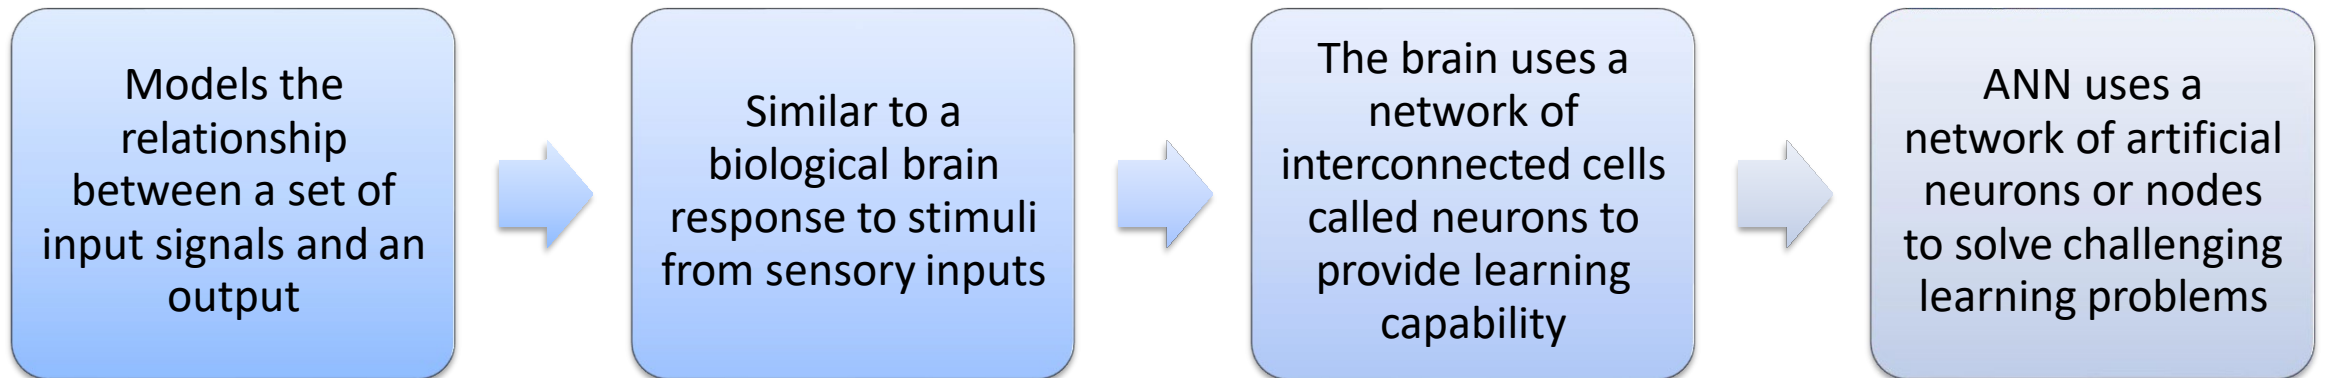 Models the
relationship
between a set of
input signals and an
output
Similar to a
biological brain
response to stimuli
from sensory inputs
The brain uses a
network of
interconnected cells
called neurons to
provide learning
capability
ANN uses a
network of artificial
neurons or nodes
to solve challenging
learning problems